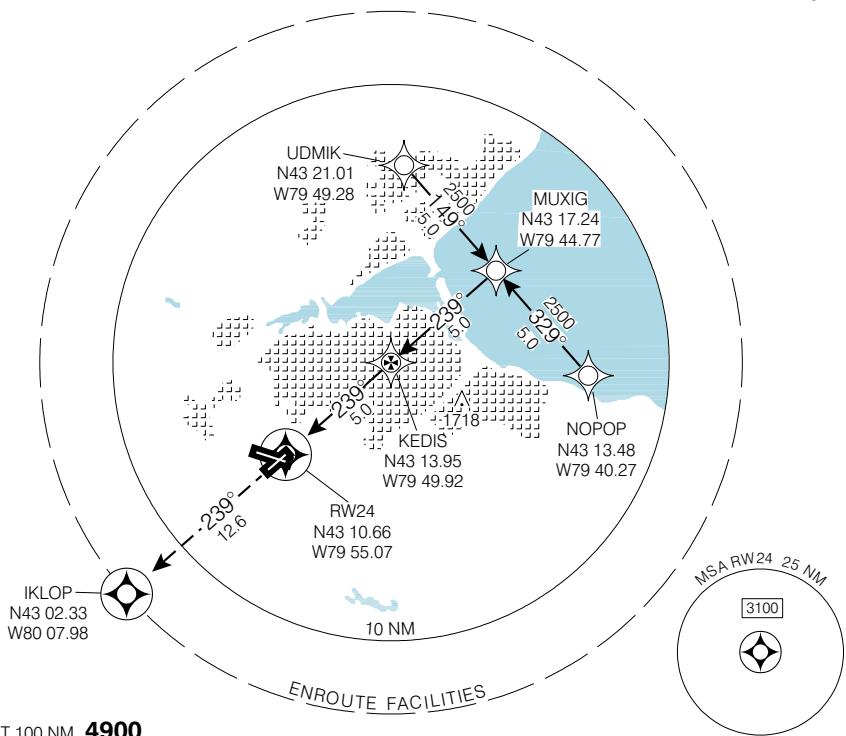 UDMIK
N43 21.01
W79 49.28
2500
149°
5.0
MUXIG
N43 17.24
W79 44.77
2500
329°
5.0
239°
5.0
239°
5.0
1718
KEDIS
N43 13.95
W79 49.92
NOPOP
N43 13.48
W79 40.27
RW24
N43 10.66
W79 55.07
239°
12.6
IKLOP
N43 02.33
W80 07.98
10 NM
ENROUTE FACILITIES
MSA RW24 25 NM
3100
T 100 NM 4900